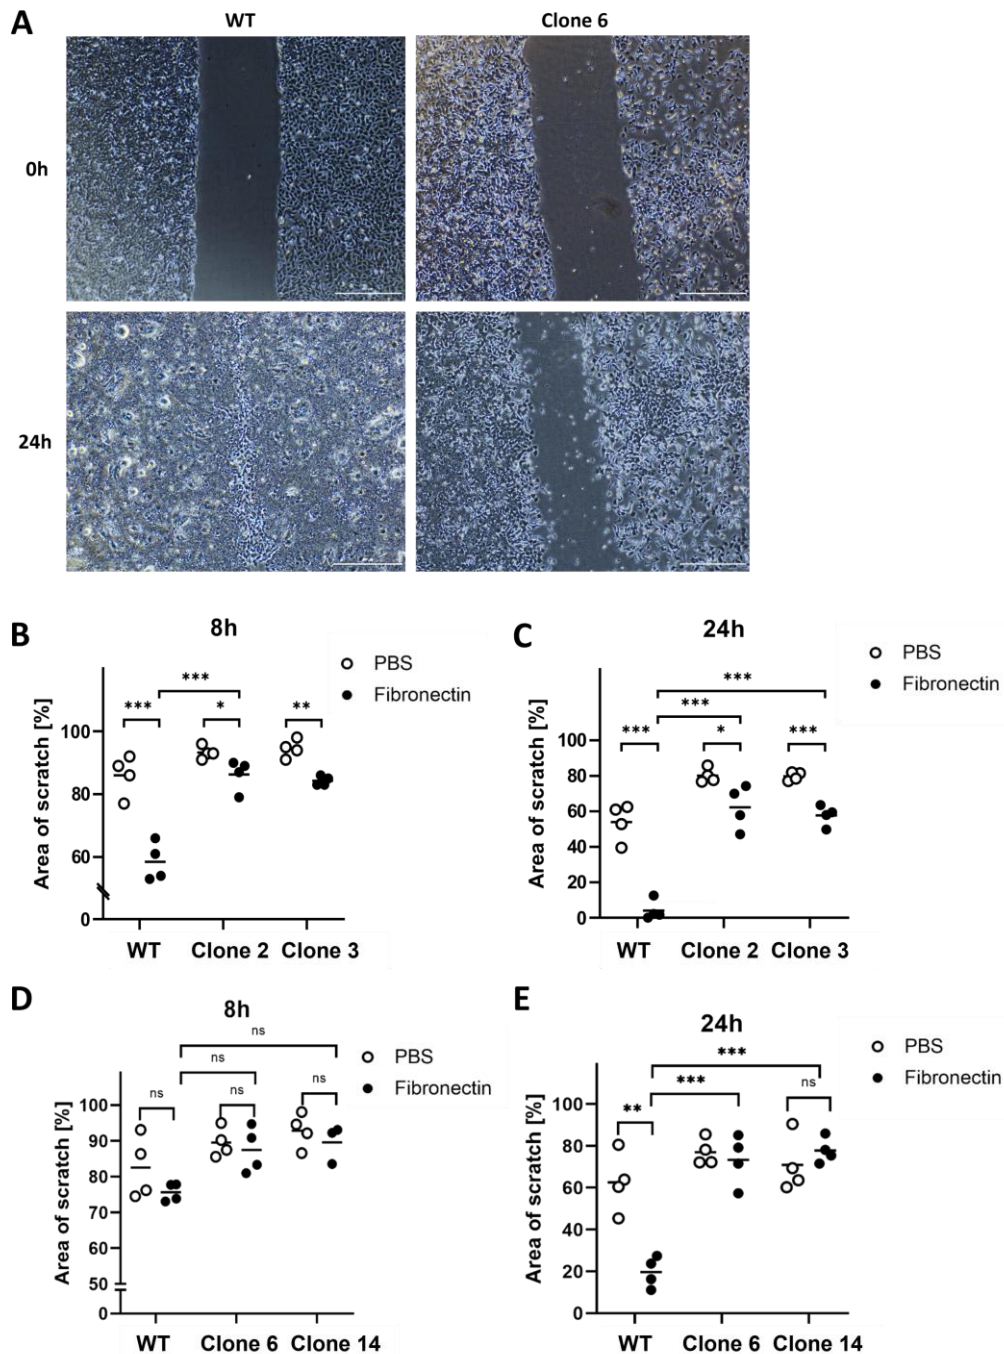 A
WT
Clone 6
0h
24h
B
8h
PBS
Fibronectin
***
***
*
**
Area of scratch [%]
100
80
60
0
WT
Clone 2
Clone 3
C
24h
PBS
Fibronectin
***
***
***
*
***
Area of scratch [%]
100
80
60
40
20
0
WT
Clone 2
Clone 3
D
8h
PBS
Fibronectin
ns
ns
ns
ns
ns
Area of scratch [%]
100
90
80
70
60
50
0
WT
Clone 6
Clone 14
E
24h
PBS
Fibronectin
***
***
**
ns
Area of scratch [%]
100
80
60
40
20
0
WT
Clone 6
Clone 14